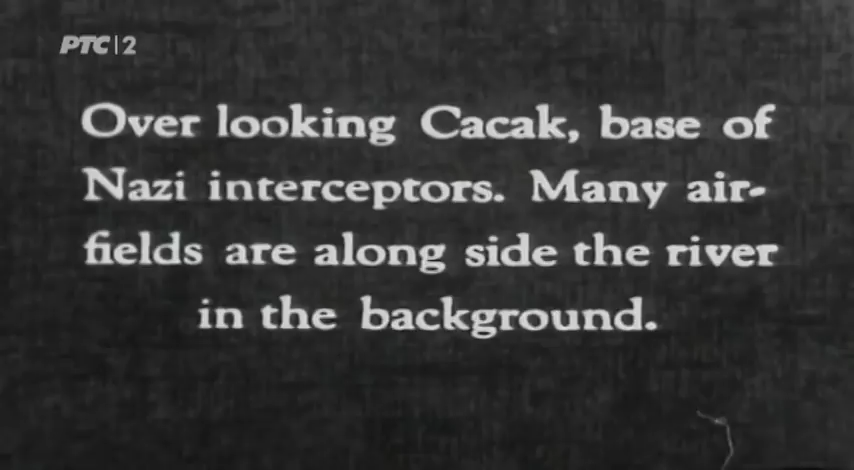 РТС|2
Over looking Cacak, base of
Nazi interceptors. Many air-
fields are along side the river
in the background.